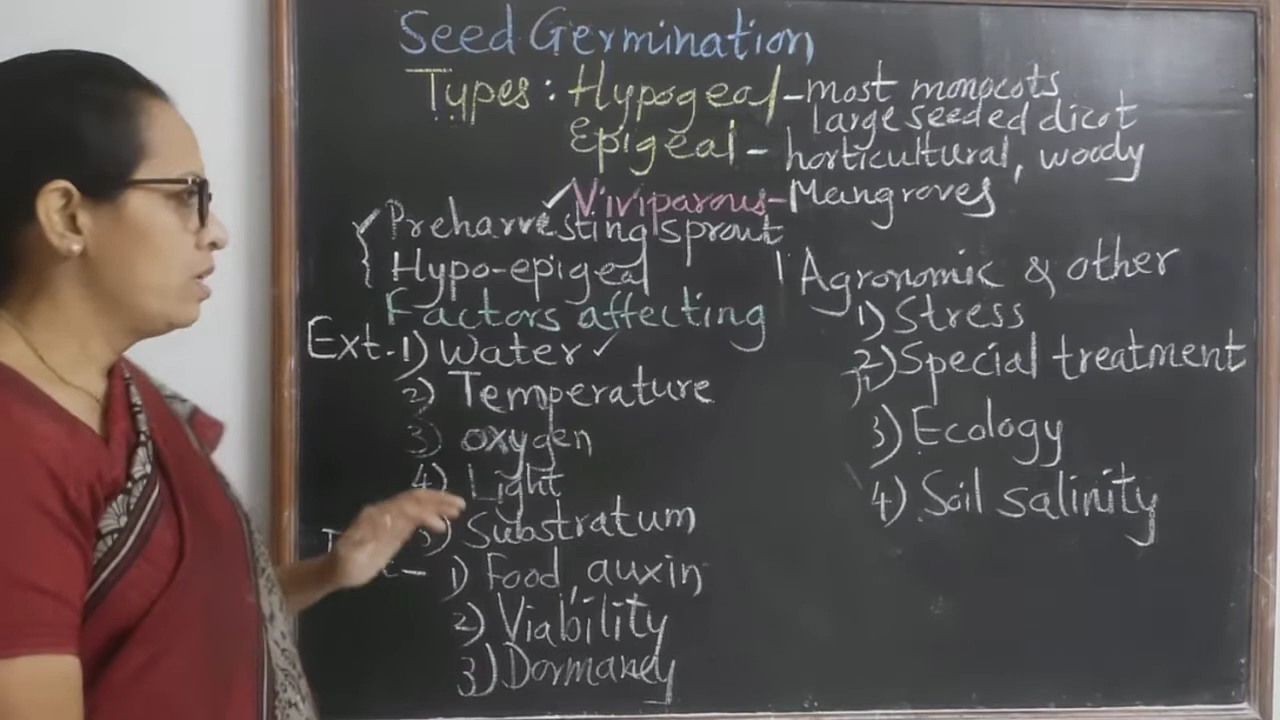 Seed Germination
Types: Hypogeal - most monocots
large seeded dicot
Epigeal - horticultural, woody
Viviparous - Mangroves
Preharvesting sprout
Hypo-epigeal
Factors affecting
Ext. 1) Water
2) Temperature
3) oxygen
4) Light
Substratum
1) Food, auxin
2) Viability
3) Dormancy
Agronomic & other
1) Stress
2) Special treatment
3) Ecology
4) Soil salinity